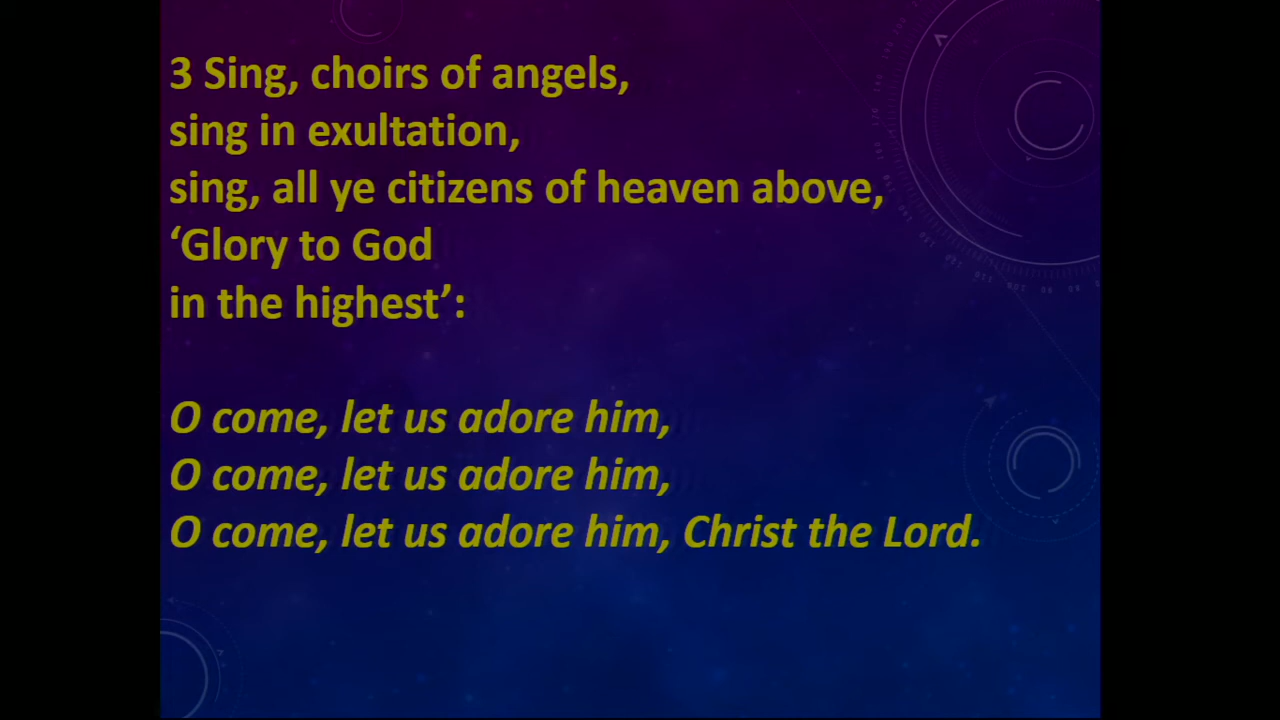 3 Sing, choirs of angels,
sing in exultation,
sing, all ye citizens of heaven above,
‘Glory to God
in the highest’:
O come, let us adore him,
O come, let us adore him,
O come, let us adore him, Christ the Lord.